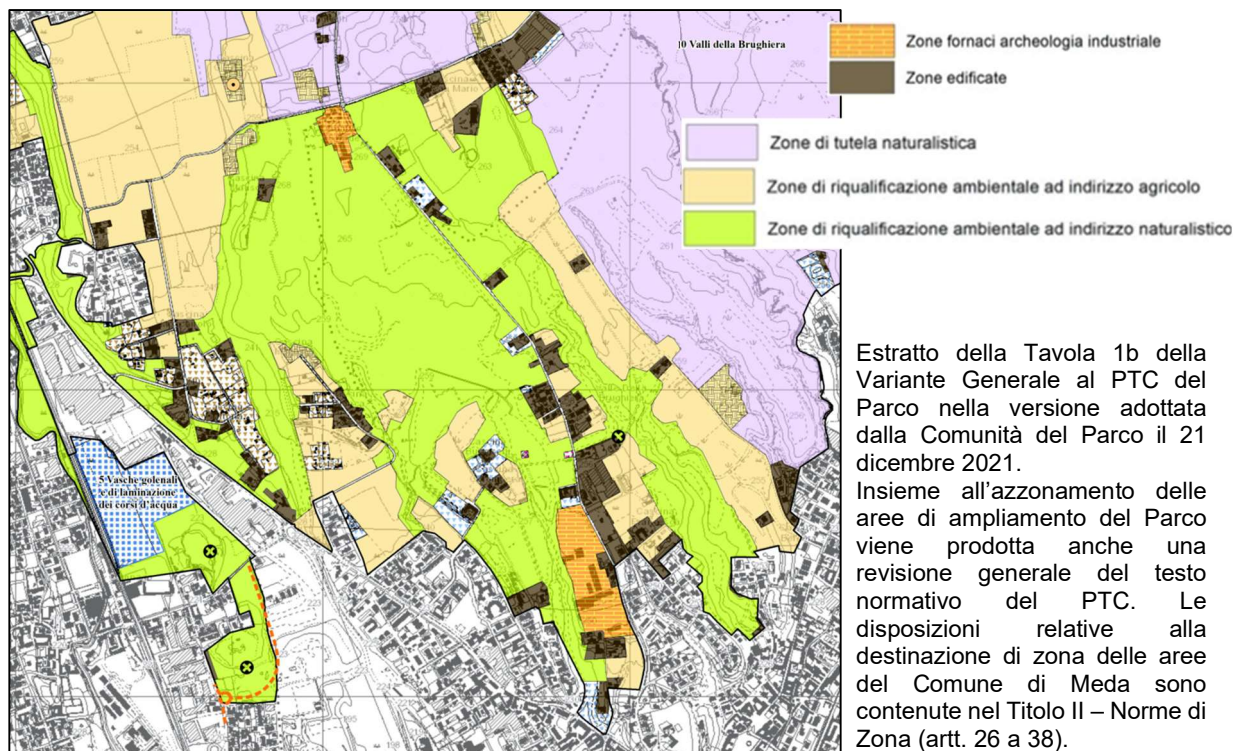 10 Valli della Brughiera
Zone fornaci archeologia industriale
Zone edificate
Zone di tutela naturalistica
Zone di riqualificazione ambientale ad indirizzo agricolo
Zone di riqualificazione ambientale ad indirizzo naturalistico
5 Vasche golenali
e di laminazione
dei corsi d'acqua
Estratto della Tavola 1b della
Variante Generale al PTC del
Parco nella versione adottata
dalla Comunità del Parco il 21
dicembre 2021.
Insieme all'azzonamento delle
aree di ampliamento del Parco
viene prodotta anche una
revisione generale del testo
normativo del PTC. Le
disposizioni relative alla
destinazione di zona delle aree
del Comune di Meda sono
contenute nel Titolo II – Norme di
Zona (artt. 26 a 38).